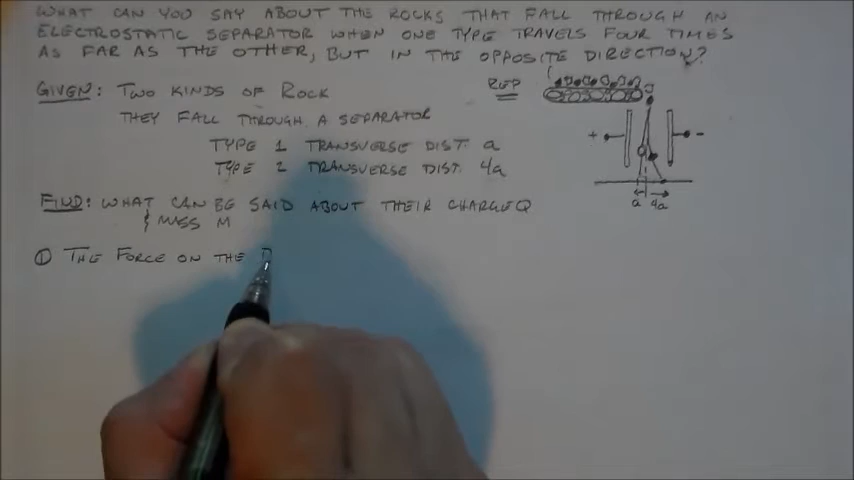 WHAT CAN YOU SAY ABOUT THE ROCKS THAT FALL THROUGH AN
ELECTROSTATIC SEPARATOR WHEN ONE TYPE TRAVELS FOUR TIMES
AS FAR AS THE OTHER, BUT IN THE OPPOSITE DIRECTION?
GIVEN: TWO KINDS OF ROCK
REP
THEY FALL THROUGH A SEPARATOR
+ -
TYPE 1 TRANSVERSE DIST. a
TYPE 2 TRANSVERSE DIST. 4a
a 4a
FIND: WHAT CAN BE SAID ABOUT THEIR CHARGE Q
& MASS M
① THE FORCE ON THE